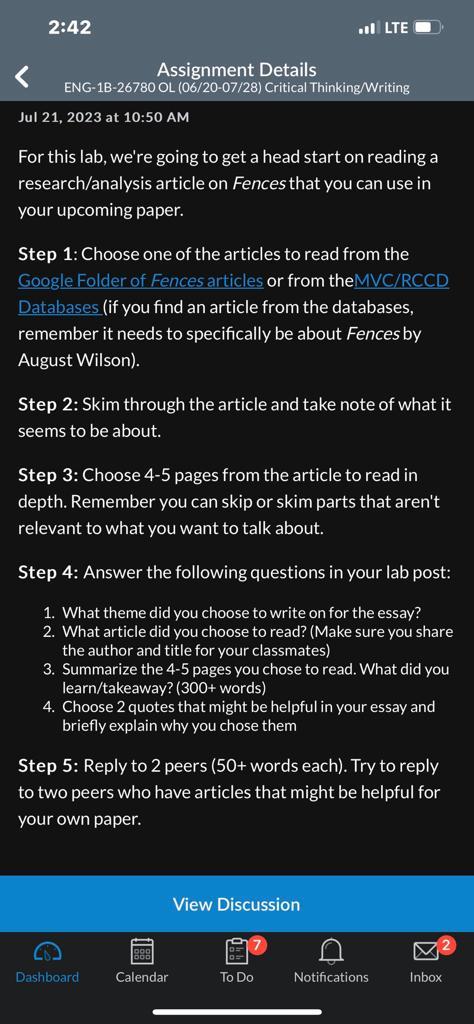 2:42
LTE
Assignment Details
ENG-1B-26780 OL (06/20-07/28) Critical Thinking/Writing
Jul 21, 2023 at 10:50 AM
For this lab, we're going to get a head start on reading a
research/analysis article on Fences that you can use in
your upcoming paper.
Step 1: Choose one of the articles to read from the
Google Folder of Fences articles or from theMVC/RCCD
Databases (if you find an article from the databases,
remember it needs to specifically be about Fences by
August Wilson).
Step 2: Skim through the article and take note of what it
seems to be about.
Step 3: Choose 4-5 pages from the article to read in
depth. Remember you can skip or skim parts that aren't
relevant to what you want to talk about.
Step 4: Answer the following questions in your lab post:
1. What theme did you choose to write on for the essay?
2. What article did you choose to read? (Make sure you share
the author and title for your classmates)
3. Summarize the 4-5 pages you chose to read. What did you
learn/takeaway? (300+ words)
4. Choose 2 quotes that might be helpful in your essay and
briefly explain why you chose them
Step 5: Reply to 2 peers (50+ words each). Try to reply
to two peers who have articles that might be helpful for
your own paper.
View Discussion
7
2
Dashboard
Calendar
To Do
Notifications
Inbox